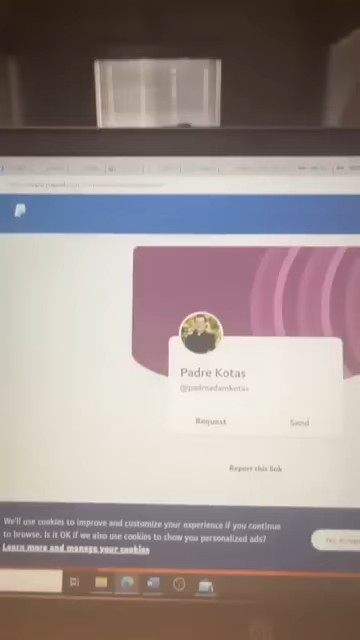 Padre Kotas
@padreadamkotas
Request Send
Report this link
We'll use cookies to improve and customize your experience if you continue
to browse. Is it OK if we also use cookies to show you personalized ads?
Learn more and manage your cookies